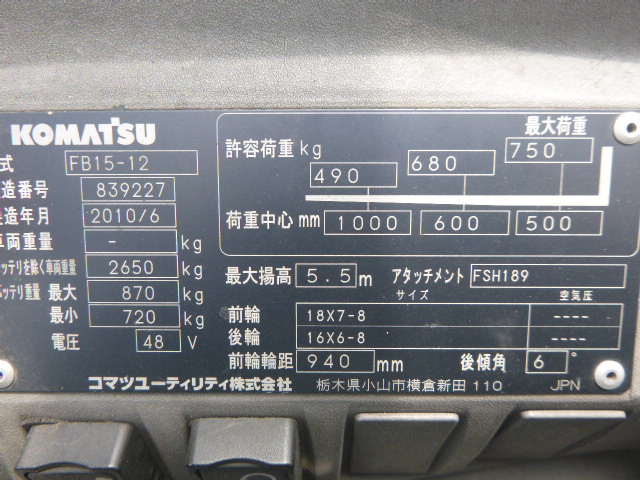 KOMATSU
式 FB15-12
造番号 839227
造年月 2010/6
車両重量 - kg
ッテリを除く車両重量 2650 kg
ッテリ重量 最大 870 kg
最小 720 kg
電圧 48 V
最大荷重
許容荷重 kg 490 680 750
荷重中心 mm 1000 600 500
最大揚高 5.5 m アタッチメント FSH189
サイズ 空気圧
前輪 18X7-8 ----
後輪 16X6-8 ----
前輪輪距 940 mm 後傾角 6 °
コマツユーティリティ株式会社 栃木県小山市横倉新田 110 JPN